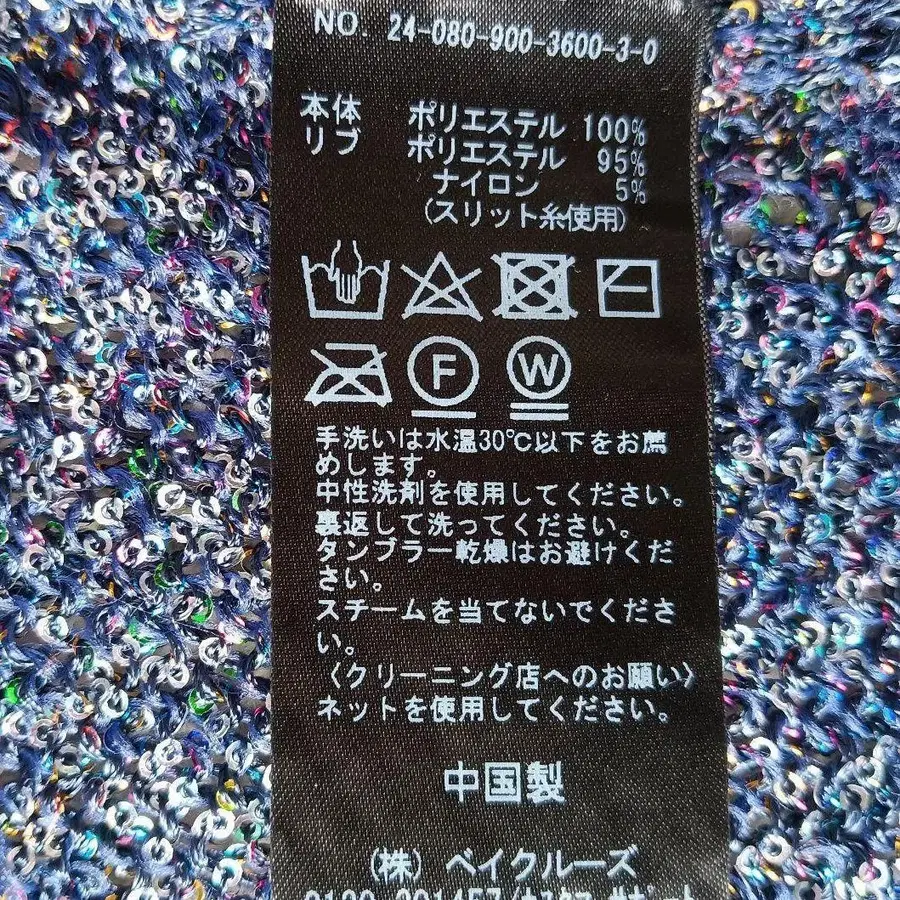 NO. 24-080-900-3600-3-0
本体 ポリエステル 100%
リブ ポリエステル 95%
ナイロン 5%
(スリット糸使用)
F W
手洗いは水温30℃以下をお薦
めします。
中性洗剤を使用してください。
裏返して洗ってください。
タンブラー乾燥はお避けくだ
さい。
スチームを当てないでくださ
い。
〈クリーニング店へのお願い〉
ネットを使用してください。
中国製
(株) ベイクルーズ